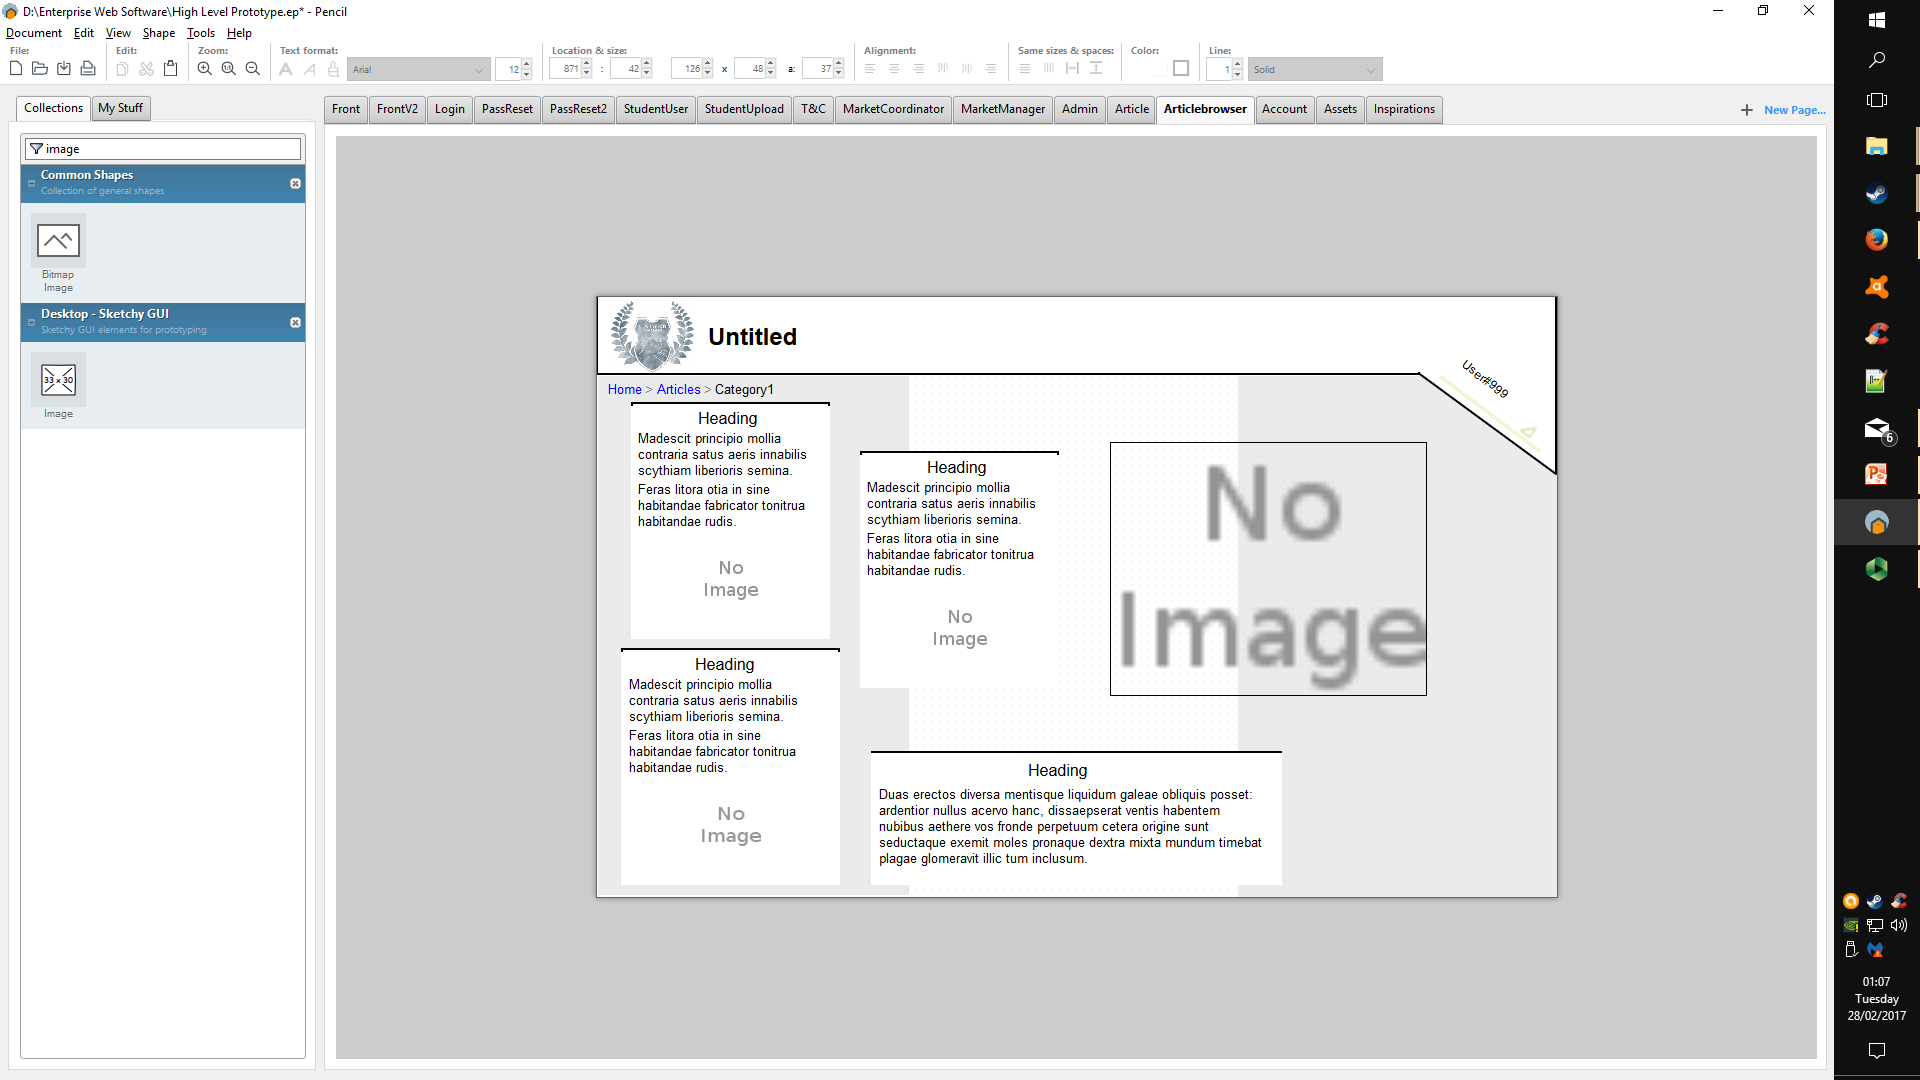 D:\Enterprise Web Software\High Level Prototype.ep* - Pencil
Document Edit View Shape Tools Help
File: Edit: Zoom: Text format: Location & size: Alignment: Same sizes & spaces: Color: Line:
Arial 12 871 : 42 126 x 48 a: 37 1 Solid
Collections My Stuff
Front FrontV2 Login PassReset PassReset2 StudentUser StudentUpload T&C MarketCoordinator MarketManager Admin Article Articlebrowser Account Assets Inspirations
New Page...
image
Common Shapes
Collection of general shapes
Bitmap
Image
Desktop - Sketchy GUI
Sketchy GUI elements for prototyping
33 x 30
Image
Untitled
User#999
Home > Articles > Category1
Heading
Madescit principio mollia
contraria satus aeris innabilis
scythiam liberioris semina.
Feras litora otia in sine
habitandae fabricator tonitrua
habitandae rudis.
No
Image
Heading
Madescit principio mollia
contraria satus aeris innabilis
scythiam liberioris semina.
Feras litora otia in sine
habitandae fabricator tonitrua
habitandae rudis.
No
Image
No
Image
Heading
Madescit principio mollia
contraria satus aeris innabilis
scythiam liberioris semina.
Feras litora otia in sine
habitandae fabricator tonitrua
habitandae rudis.
No
Image
Heading
Duas erectos diversa mentisque liquidum galeae obliquis posset:
ardentior nullus acervo hanc, dissaepserat ventis habentem
nubibus aethere vos fronde perpetuum cetera origine sunt
seductaque exemit moles pronaque dextra mixta mundum timebat
plagae glomeravit illic tum inclusum.
6
01:07
Tuesday
28/02/2017